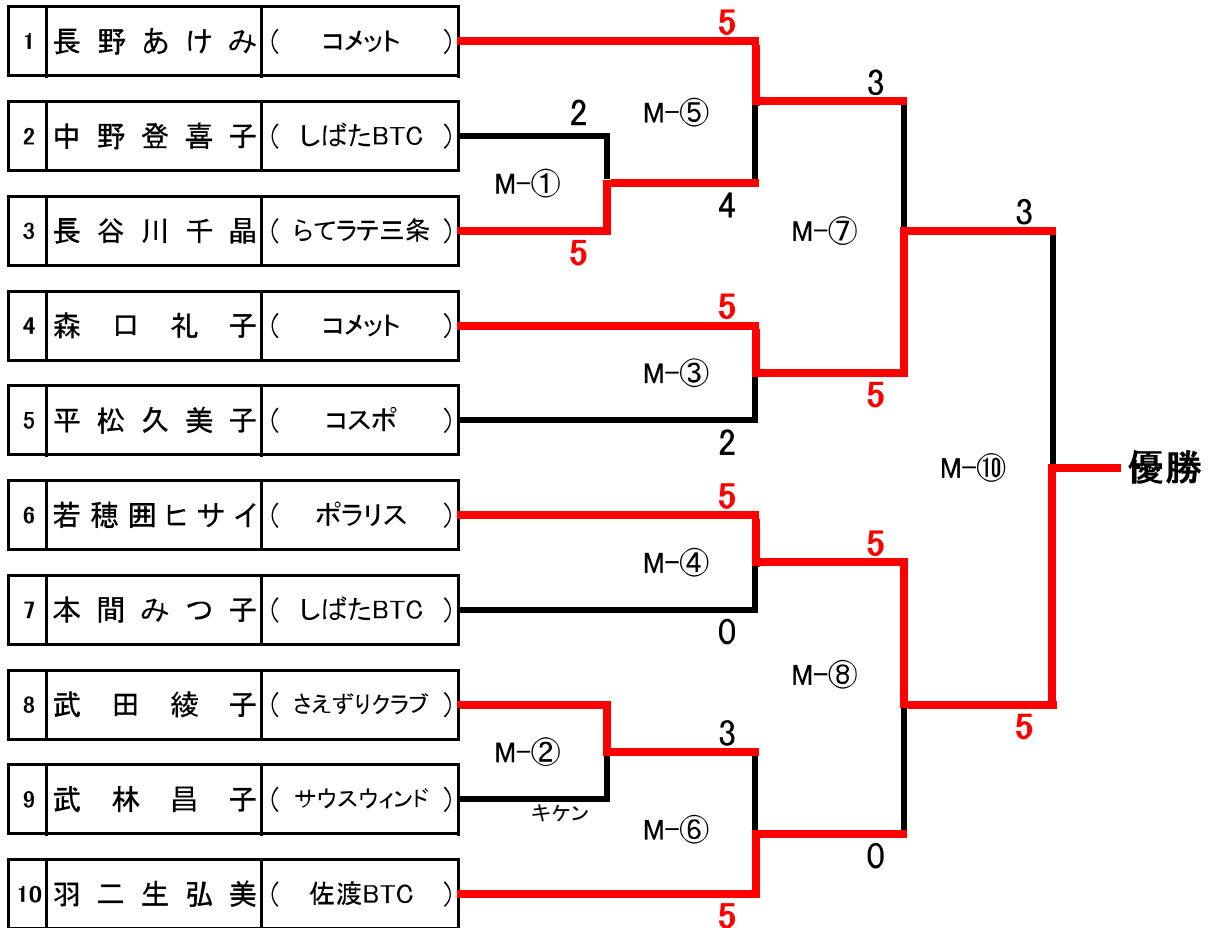 5
1 長野あけみ ( コメット )
3
2 M-⑤
2 中野登喜子 ( しばたBTC )
M-①
4 3
3 長谷川千晶 ( らてラテ三条 ) M-⑦
5
5
4 森口礼子 ( コメット )
M-③
5
5 平松久美子 ( コスポ )
2
M-⑩ 優勝
5
6 若穂囲ヒサイ ( ポラリス )
5
M-④
7 本間みつ子 ( しばたBTC )
0
M-⑧
8 武田綾子 ( さえずりクラブ )
3 5
M-②
9 武林昌子 ( サウスウィンド )
キケン
M-⑥
0
10 羽二生弘美 ( 佐渡BTC )
5